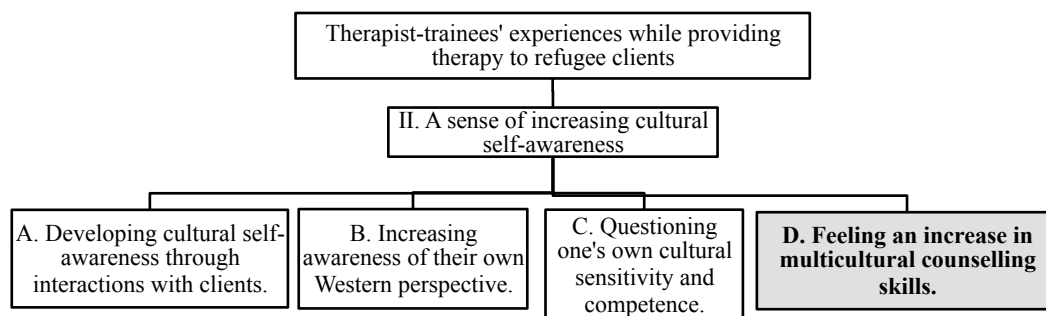 Therapist-trainees' experiences while providing
therapy to refugee clients
II. A sense of increasing cultural
self-awareness
A. Developing cultural self-
awareness through
interactions with clients.
B. Increasing
awareness of their own
Western perspective.
C. Questioning
one's own cultural
sensitivity and
competence.
D. Feeling an increase in
multicultural counselling
skills.